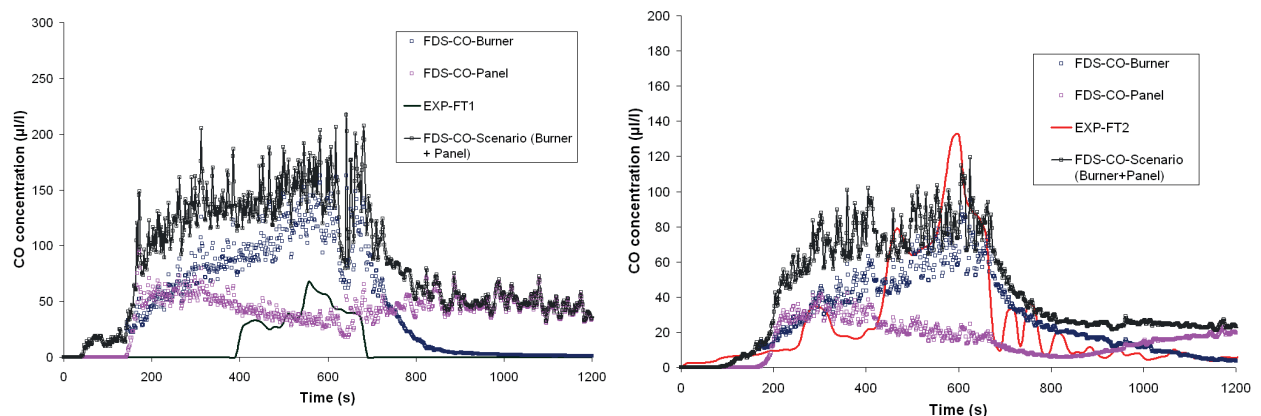 300
250
200
150
100
50
0
CO concentration (µl/l)
0 200 400 600 800 1000 1200
Time (s)
FDS-CO-Burner
FDS-CO-Panel
EXP-FT1
FDS-CO-Scenario (Burner
+ Panel)
200
180
160
140
120
100
80
60
40
20
0
CO concentration (µl/l)
0 200 400 600 800 1000 1200
Time (s)
FDS-CO-Burner
FDS-CO-Panel
EXP-FT2
FDS-CO-Scenario
(Burner+Panel)